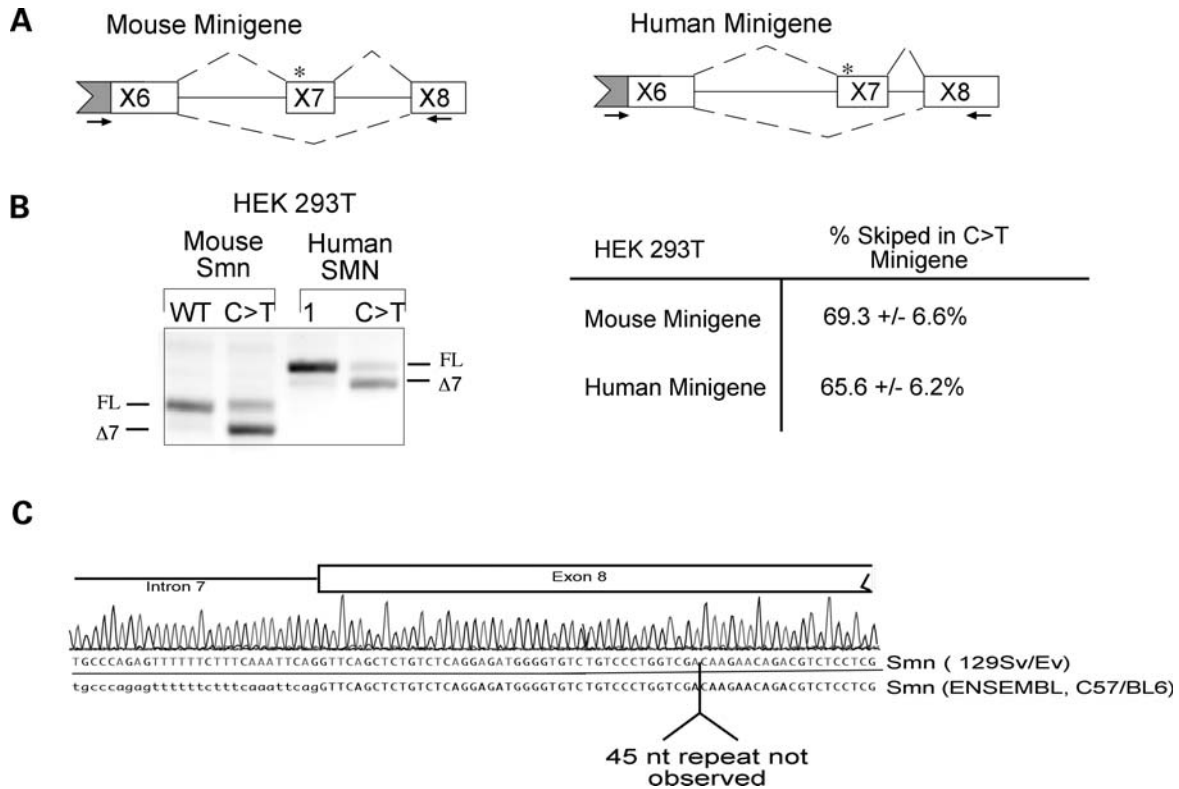 A
Mouse Minigene
X6
*
X7
X8
Human Minigene
X6
*
X7
X8
B
HEK 293T
Mouse
Smn
Human
SMN
WT
C>T
1
C>T
FL
Δ7
FL
Δ7
HEK 293T
% Skiped in C>T
Minigene
Mouse Minigene
69.3 +/- 6.6%
Human Minigene
65.6 +/- 6.2%
C
Intron 7
Exon 8
TGCCCAGAGTTTTTTCTTTCAAATTCAGGTTCAGCTCTGTCTCAGGAGATGGGGTGTCTGTCCCTGGTCGACAAGAACAGACGTCTCCTCG Smn ( 129Sv/Ev)
tgcccagagttttttctttcaaattcagGTTCAGCTCTGTCTCAGGAGATGGGGTGTCTGTCCCTGGTCGACAAGAACAGACGTCTCCTCG Smn (ENSEMBL, C57/BL6)
45 nt repeat not
observed